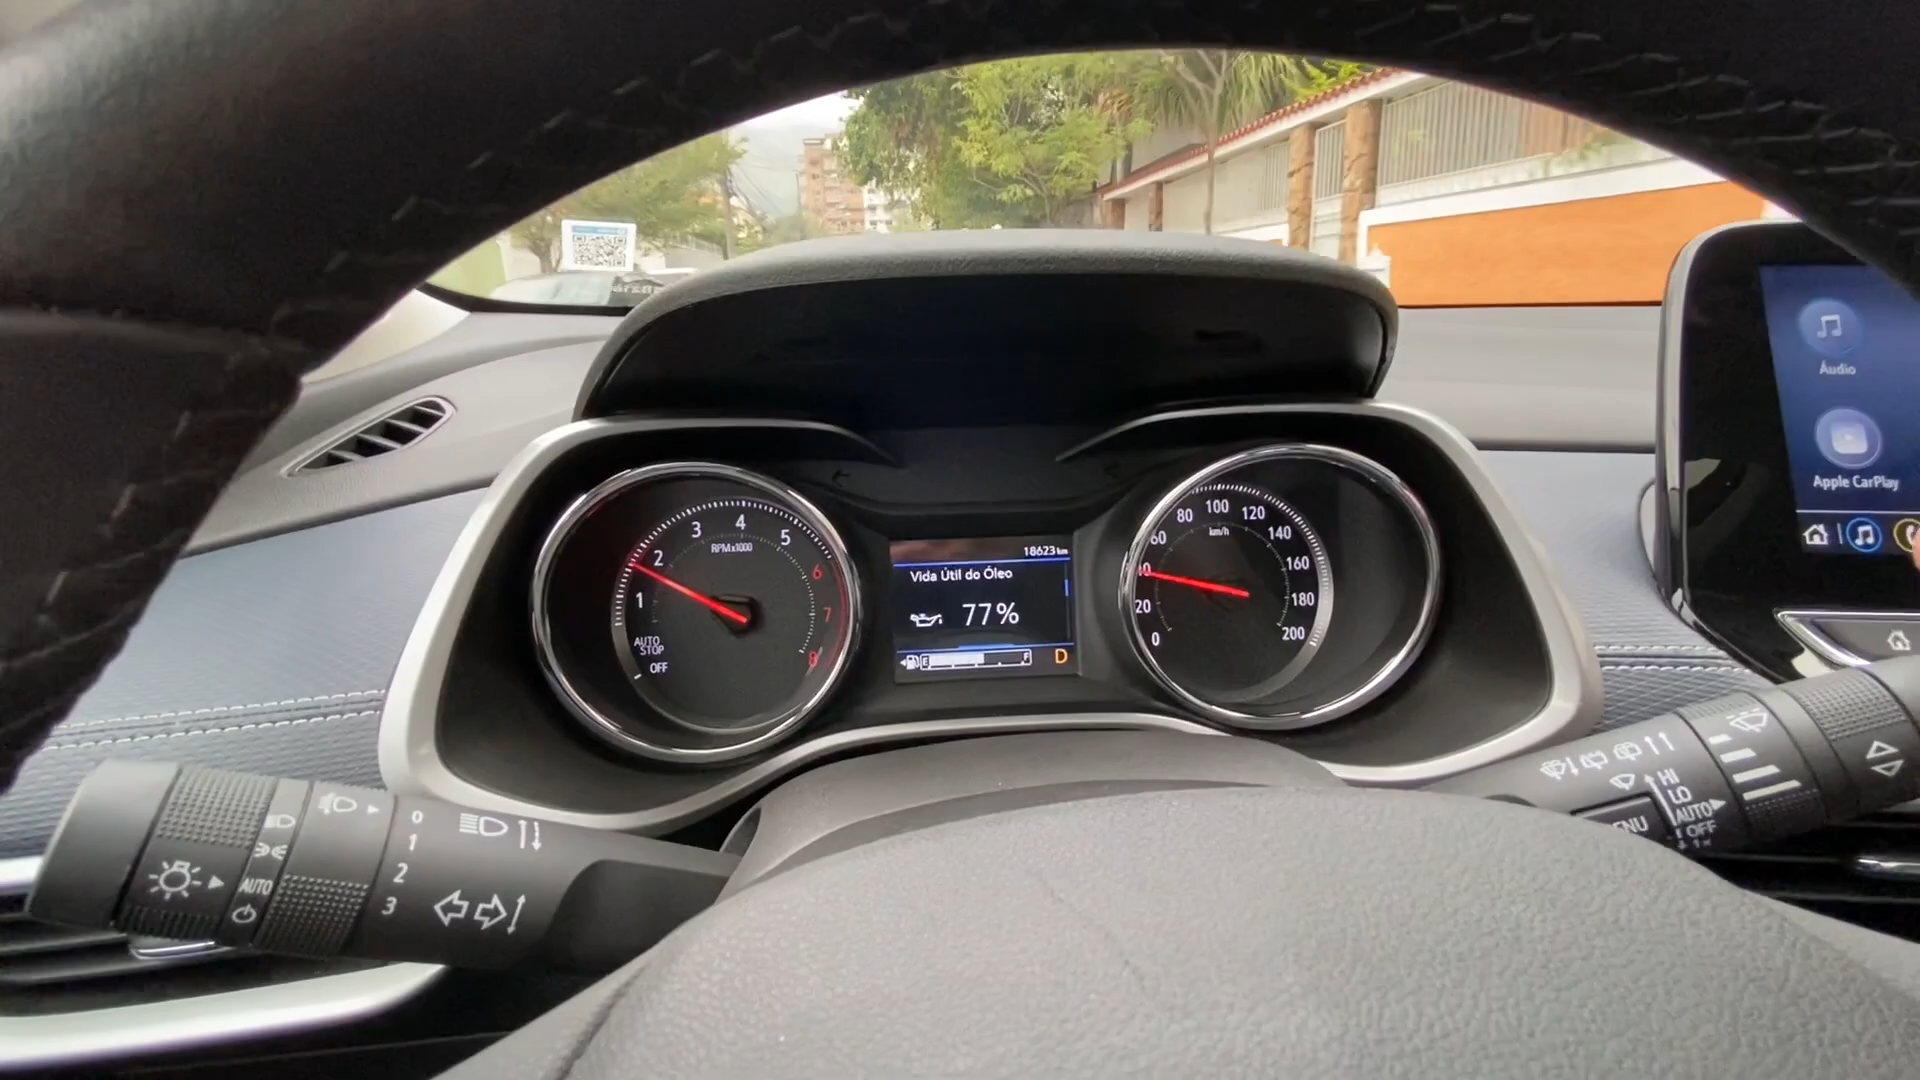 Áudio
Apple CarPlay
1
2
3
4
5
6
7
8
RPMx1000
AUTO
STOP
OFF
18623 km
Vida Útil do Óleo
77%
E F D
0
20
60
80
100
120
140
160
180
200
km/h
0
1
2
3
AUTO
HI
LO
AUTO
OFF
1x